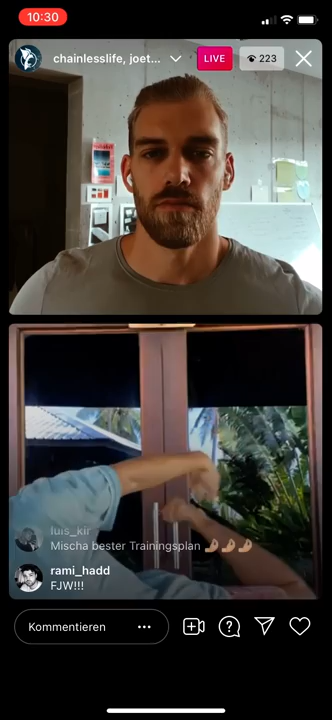 10:30
chainlesslife, joet...
LIVE
223
luis_kir
Mischa bester Trainingsplan
rami_hadd
FJW!!!
Kommentieren